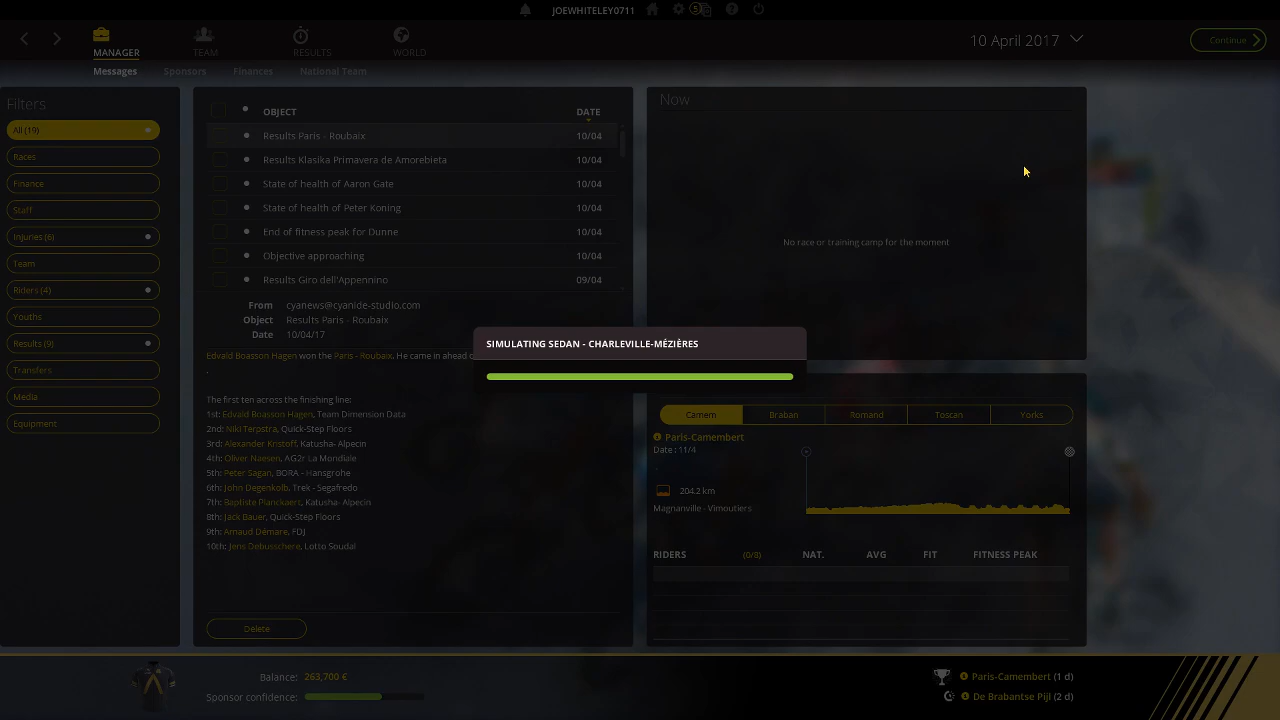 JOEWHITELEY0711
5
MANAGER
TEAM
RESULTS
WORLD
10 April 2017
Continue
Messages
Sponsors
Finances
National Team
Filters
All (19)
Races
Finance
Staff
Injuries (6)
Team
Riders (4)
Youths
Results (9)
Transfers
Media
Equipment
OBJECT DATE
Results Paris - Roubaix 10/04
Results Klasika Primavera de Amorebieta 10/04
State of health of Aaron Gate 10/04
State of health of Peter Koning 10/04
End of fitness peak for Dunne 10/04
Objective approaching 10/04
Results Giro dell'Appennino 09/04
From cyanews@cyanide-studio.com
Object Results Paris - Roubaix
Date 10/04/17
Edvald Boasson Hagen won the Paris - Roubaix. He came in ahead
.
The first ten across the finishing line:
1st: Edvald Boasson Hagen, Team Dimension Data
2nd: Niki Terpstra, Quick-Step Floors
3rd: Alexander Kristoff, Katusha- Alpecin
4th: Oliver Naesen, AG2r La Mondiale
5th: Peter Sagan, BORA - Hansgrohe
6th: John Degenkolb, Trek - Segafredo
7th: Baptiste Planckaert, Katusha- Alpecin
8th: Jack Bauer, Quick-Step Floors
9th: Arnaud Démare, FDJ
10th: Jens Debusschere, Lotto Soudal
Delete
SIMULATING SEDAN - CHARLEVILLE-MÉZIÈRES
Now
No race or training camp for the moment
Camem
Braban
Romand
Toscan
Yorks
Paris-Camembert
Date : 11/4
204.2 km
Magnanville - Vimoutiers
RIDERS (0/8) NAT. AVG FIT FITNESS PEAK
Balance: 263,700 €
Sponsor confidence:
Paris-Camembert (1 d)
De Brabantse Pijl (2 d)